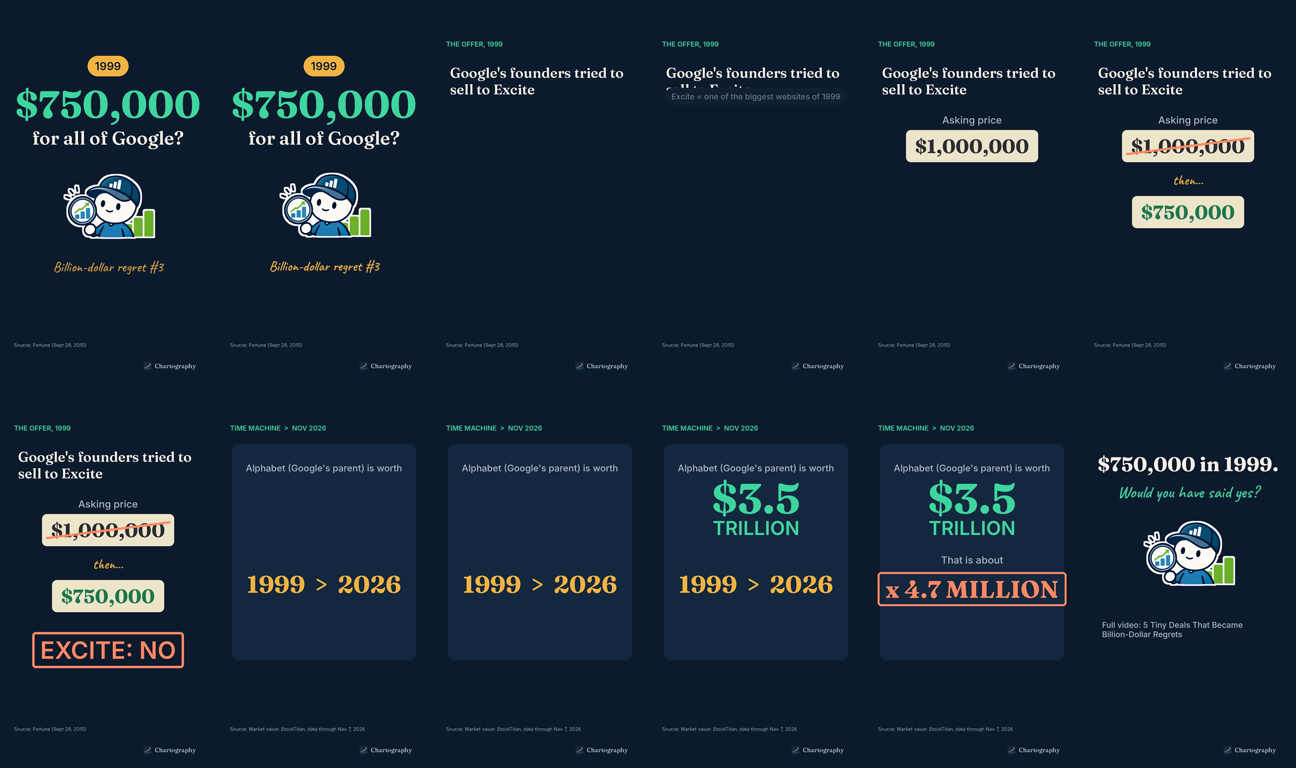 1999
$750,000
for all of Google?
Billion-dollar regret #3
Source: Fortune (Sept 29, 2015)
Chartography
1999
$750,000
for all of Google?
Billion-dollar regret #3
Source: Fortune (Sept 29, 2015)
Chartography
THE OFFER, 1999
Google's founders tried to
sell to Excite
Source: Fortune (Sept 29, 2015)
Chartography
THE OFFER, 1999
Google's founders tried to
sell to Excite
Excite = one of the biggest websites of 1999
Source: Fortune (Sept 29, 2015)
Chartography
THE OFFER, 1999
Google's founders tried to
sell to Excite
Asking price
$1,000,000
Source: Fortune (Sept 29, 2015)
Chartography
THE OFFER, 1999
Google's founders tried to
sell to Excite
Asking price
$1,000,000
then...
$750,000
Source: Fortune (Sept 29, 2015)
Chartography
THE OFFER, 1999
Google's founders tried to
sell to Excite
Asking price
$1,000,000
then...
$750,000
EXCITE: NO
Source: Fortune (Sept 29, 2015)
Chartography
TIME MACHINE > NOV 2026
Alphabet (Google's parent) is worth
1999 > 2026
Source: Market value: StockTitan, data through Nov 7, 2026
Chartography
TIME MACHINE > NOV 2026
Alphabet (Google's parent) is worth
1999 > 2026
Source: Market value: StockTitan, data through Nov 7, 2026
Chartography
TIME MACHINE > NOV 2026
Alphabet (Google's parent) is worth
$3.5
TRILLION
1999 > 2026
Source: Market value: StockTitan, data through Nov 7, 2026
Chartography
TIME MACHINE > NOV 2026
Alphabet (Google's parent) is worth
$3.5
TRILLION
That is about
x 4.7 MILLION
Source: Market value: StockTitan, data through Nov 7, 2026
Chartography
$750,000 in 1999.
Would you have said yes?
Full video: 5 Tiny Deals That Became
Billion-Dollar Regrets
Chartography